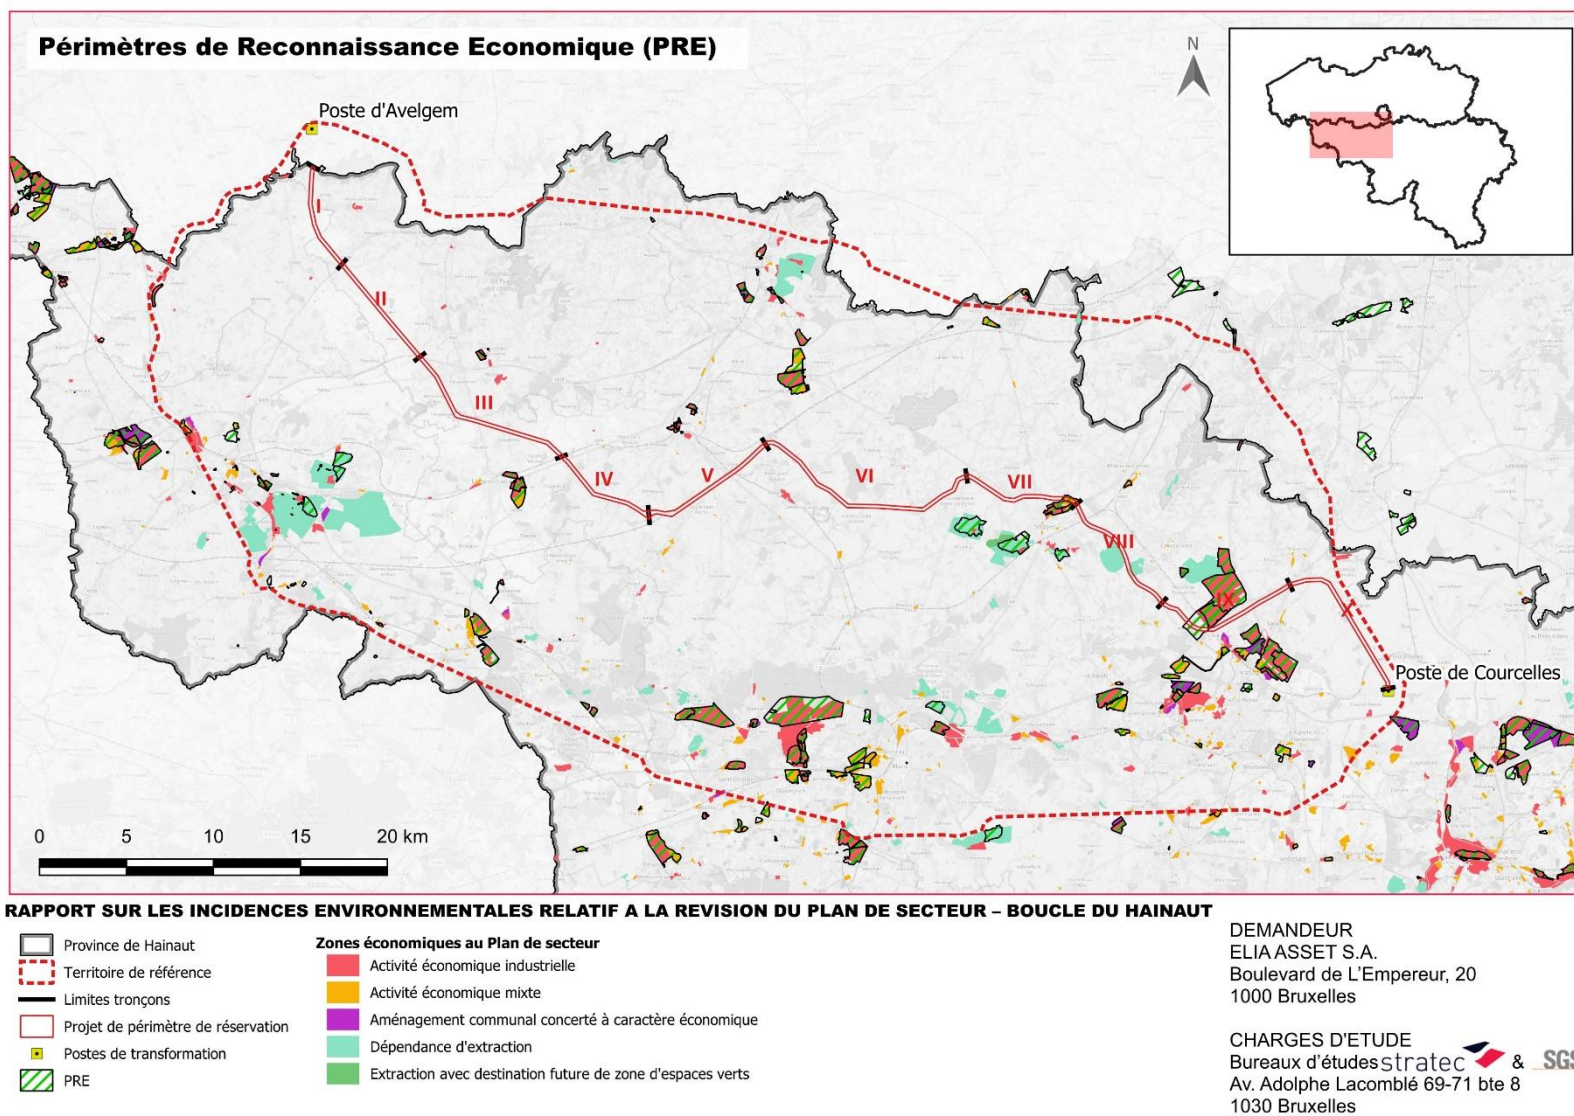 Périmètres de Reconnaissance Economique (PRE)
N
Poste d'Avelgem
I
II
III
IV
V
VI
VII
VIII
IX
X
Poste de Courcelles
0 5 10 15 20 km
RAPPORT SUR LES INCIDENCES ENVIRONNEMENTALES RELATIF A LA REVISION DU PLAN DE SECTEUR – BOUCLE DU HAINAUT
Province de Hainaut
Territoire de référence
Limites tronçons
Projet de périmètre de réservation
Postes de transformation
PRE
Zones économiques au Plan de secteur
Activité économique industrielle
Activité économique mixte
Aménagement communal concerté à caractère économique
Dépendance d'extraction
Extraction avec destination future de zone d'espaces verts
DEMANDEUR
ELIA ASSET S.A.
Boulevard de L'Empereur, 20
1000 Bruxelles
CHARGES D'ETUDE
Bureaux d'études stratec & SGS
Av. Adolphe Lacomblé 69-71 bte 8
1030 Bruxelles